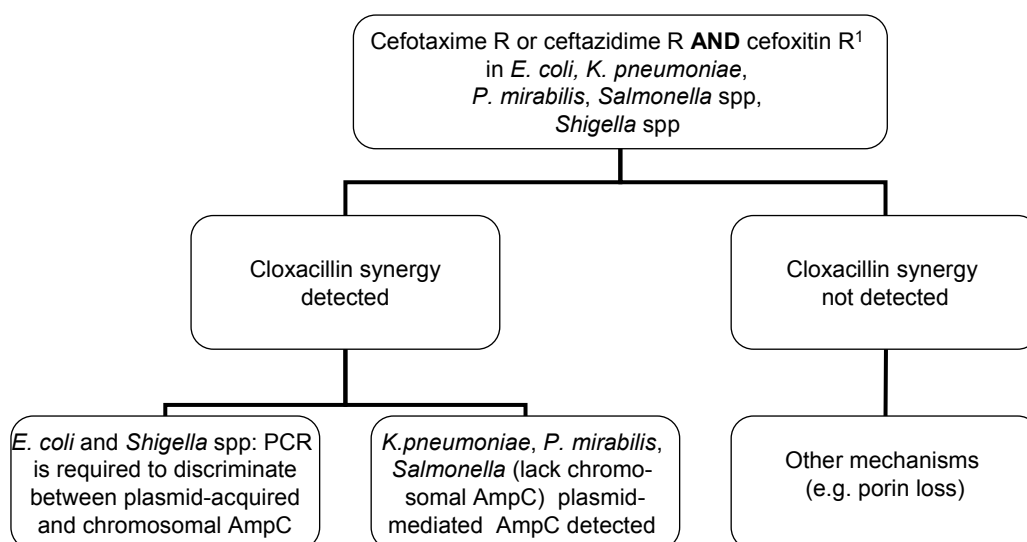 Cefotaxime R or ceftazidime R AND cefoxitin R¹
in E. coli, K. pneumoniae,
P. mirabilis, Salmonella spp,
Shigella spp
Cloxacillin synergy
detected
Cloxacillin synergy
not detected
E. coli and Shigella spp: PCR
is required to discriminate
between plasmid-acquired
and chromosomal AmpC
K.pneumoniae, P. mirabilis,
Salmonella (lack chromo-
somal AmpC) plasmid-
mediated AmpC detected
Other mechanisms
(e.g. porin loss)